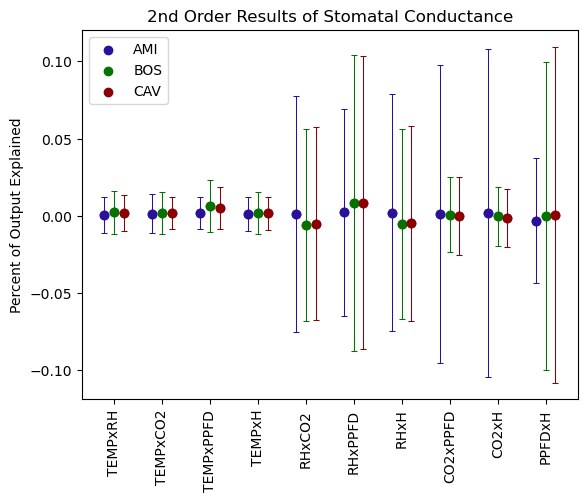 2nd Order Results of Stomatal Conductance
AMI
BOS
CAV
Percent of Output Explained
0.10
0.05
0.00
−0.05
−0.10
TEMPxRH
TEMPxCO2
TEMPxPPFD
TEMPxH
RHxCO2
RHxPPFD
RHxH
CO2xPPFD
CO2xH
PPFDxH